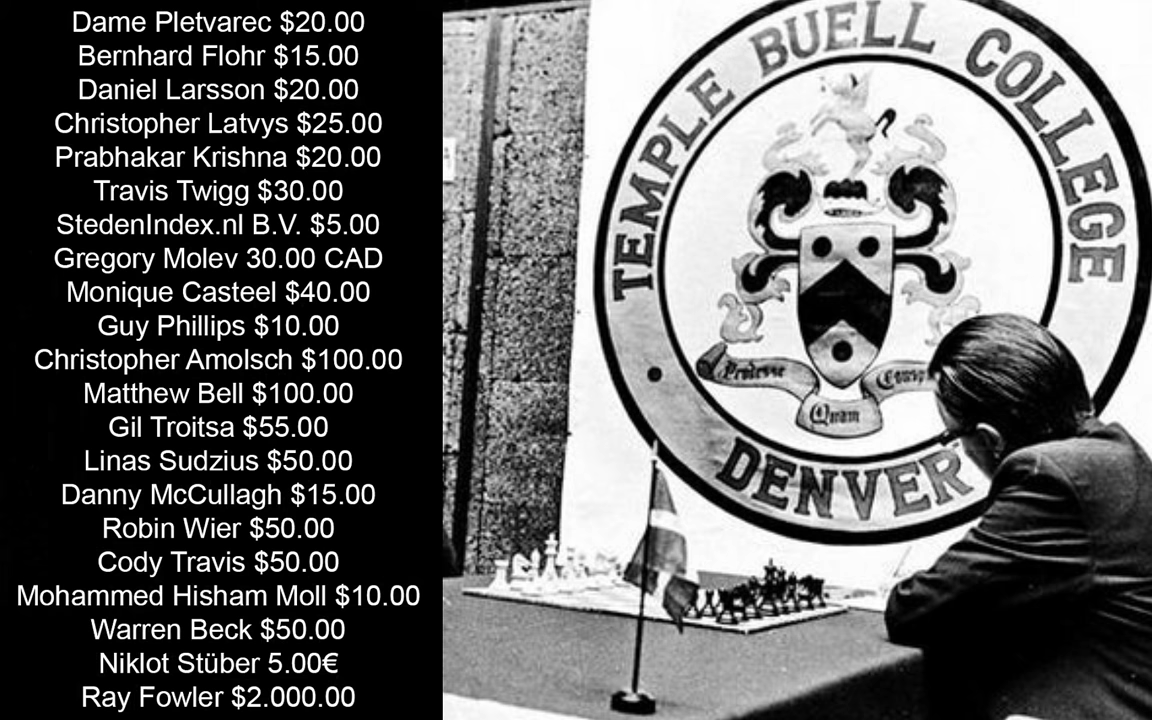 Dame Pletvarec $20.00
Bernhard Flohr $15.00
Daniel Larsson $20.00
Christopher Latvys $25.00
Prabhakar Krishna $20.00
Travis Twigg $30.00
StedenIndex.nl B.V. $5.00
Gregory Molev 30.00 CAD
Monique Casteel $40.00
Guy Phillips $10.00
Christopher Amolsch $100.00
Matthew Bell $100.00
Gil Troitsa $55.00
Linas Sudzius $50.00
Danny McCullagh $15.00
Robin Wier $50.00
Cody Travis $50.00
Mohammed Hisham Moll $10.00
Warren Beck $50.00
Niklot Stüber 5.00€
Ray Fowler $2.000.00
TEMPLE BUELL COLLEGE
Prodesse
Quam
DENVER